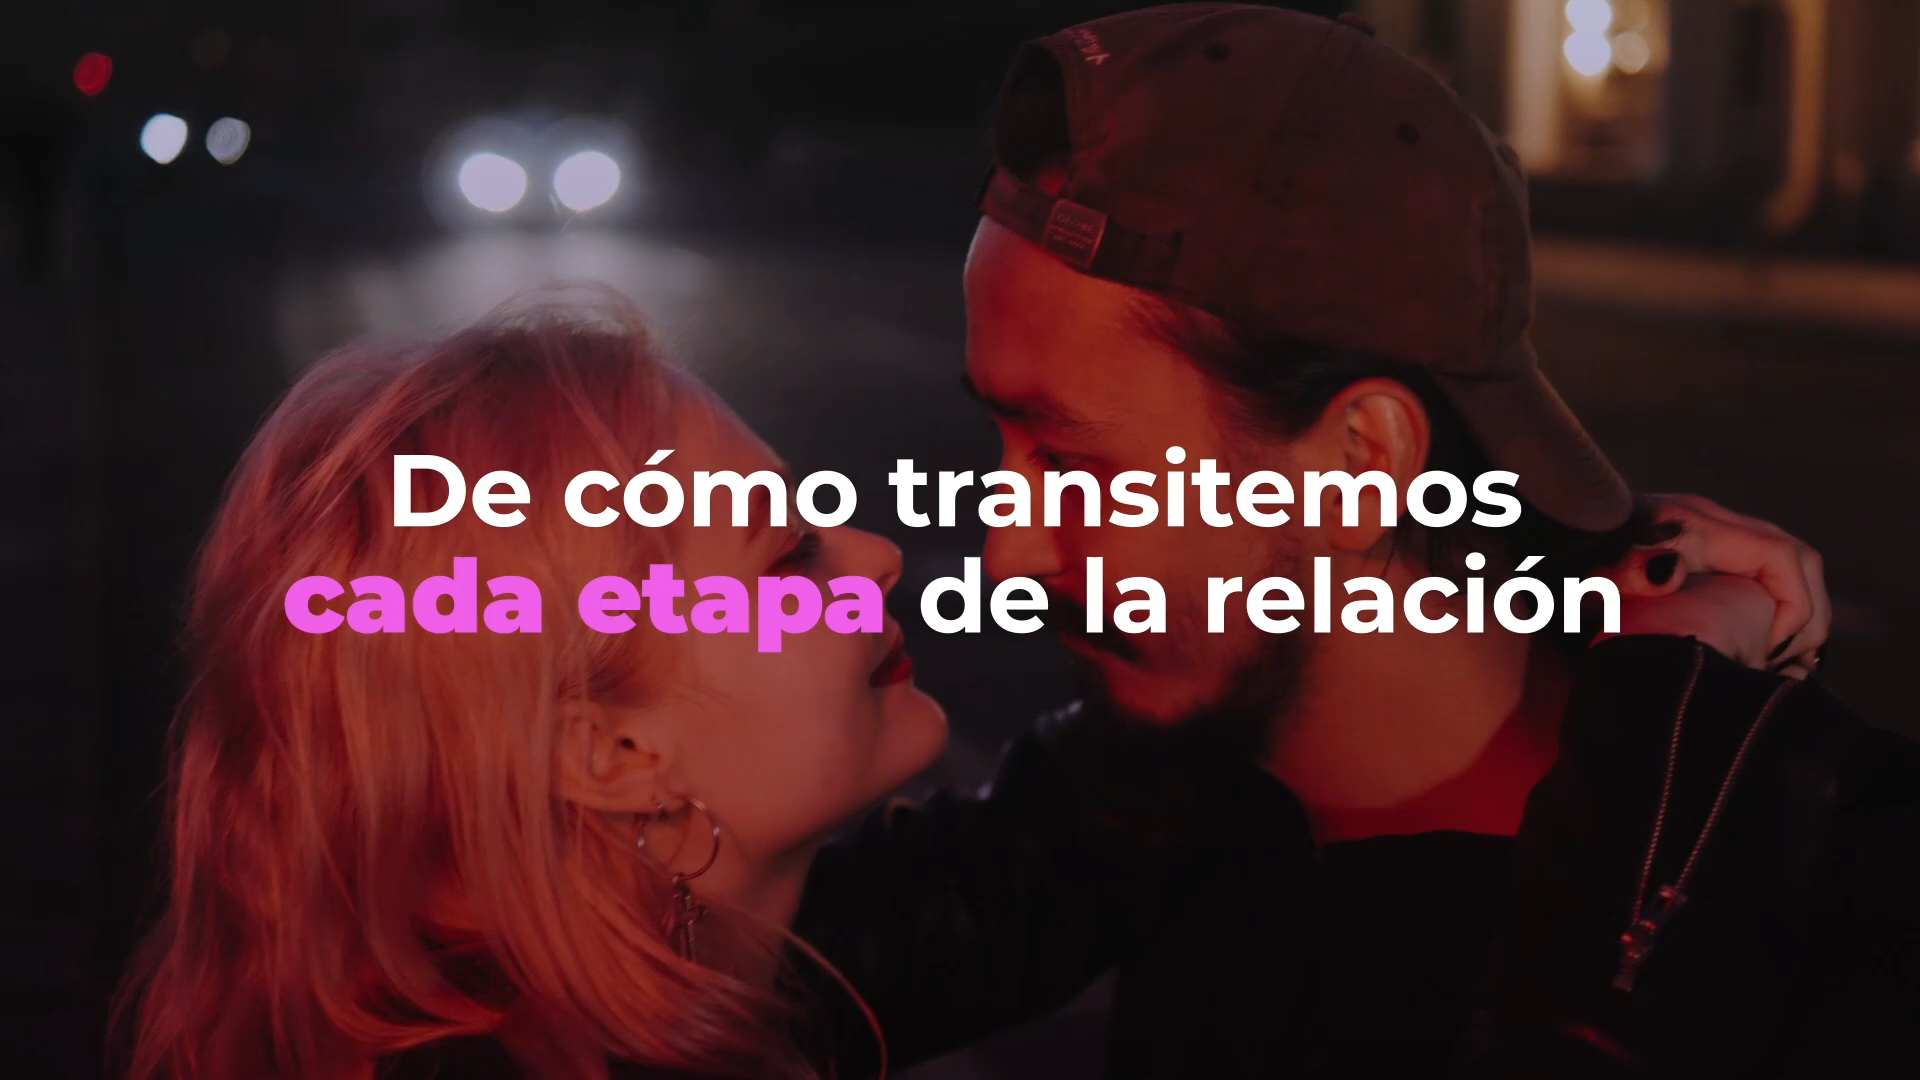 De cómo transitemos
cada etapa de la relación